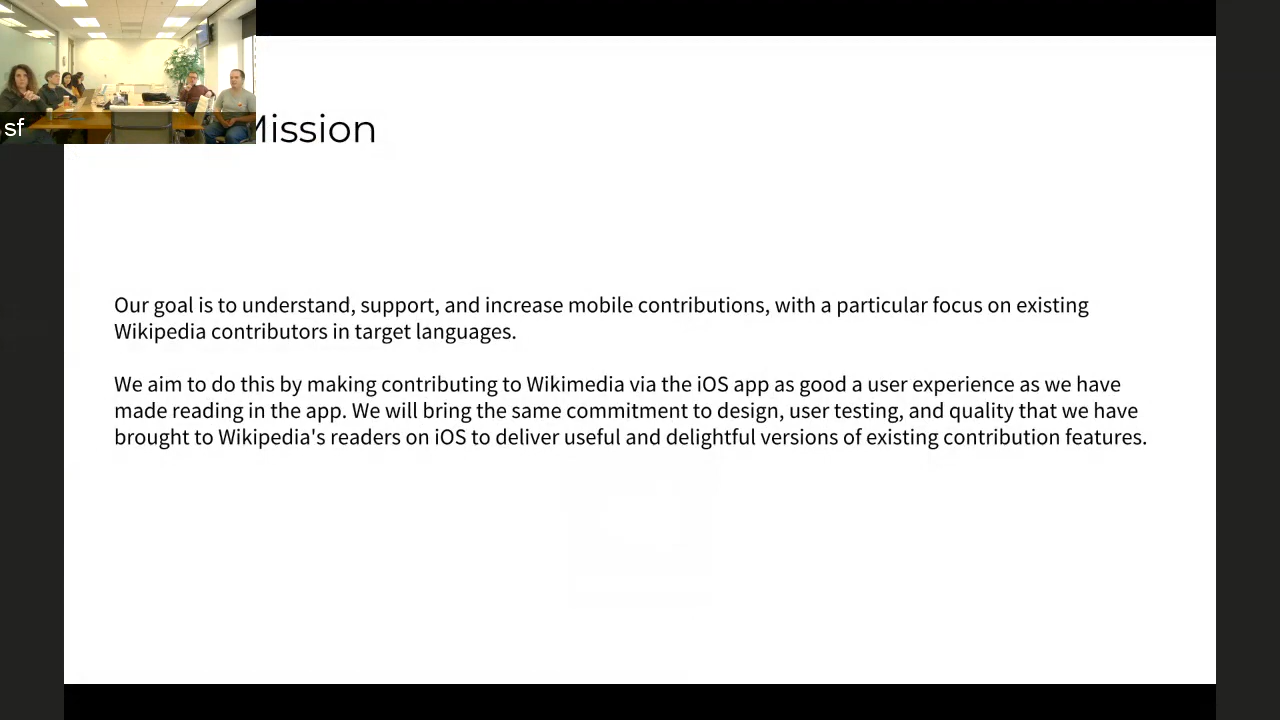 sf
Mission
Our goal is to understand, support, and increase mobile contributions, with a particular focus on existing
Wikipedia contributors in target languages.
We aim to do this by making contributing to Wikimedia via the iOS app as good a user experience as we have
made reading in the app. We will bring the same commitment to design, user testing, and quality that we have
brought to Wikipedia's readers on iOS to deliver useful and delightful versions of existing contribution features.